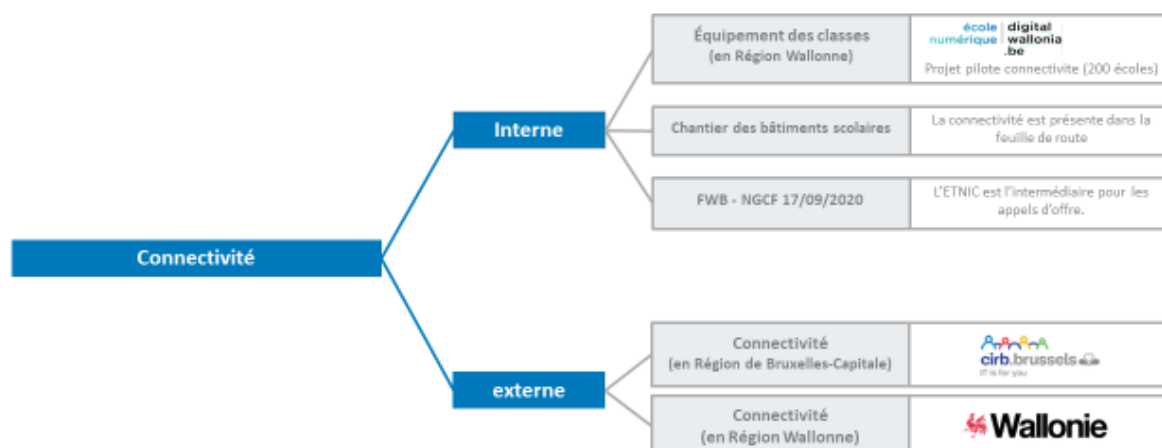 Connectivité
Interne
Équipement des classes
(en Région Wallonne)
école numérique
digital wallonia .be
Projet pilote connectivite (200 écoles)
Chantier des bâtiments scolaires
La connectivité est présente dans la
feuille de route
FWB - NGCF 17/09/2020
L'ETNIC est l'intermédiaire pour les
appels d'offre.
externe
Connectivité
(en Région de Bruxelles-Capitale)
cirb.brussels
IT is for you
Connectivité
(en Région Wallonne)
Wallonie